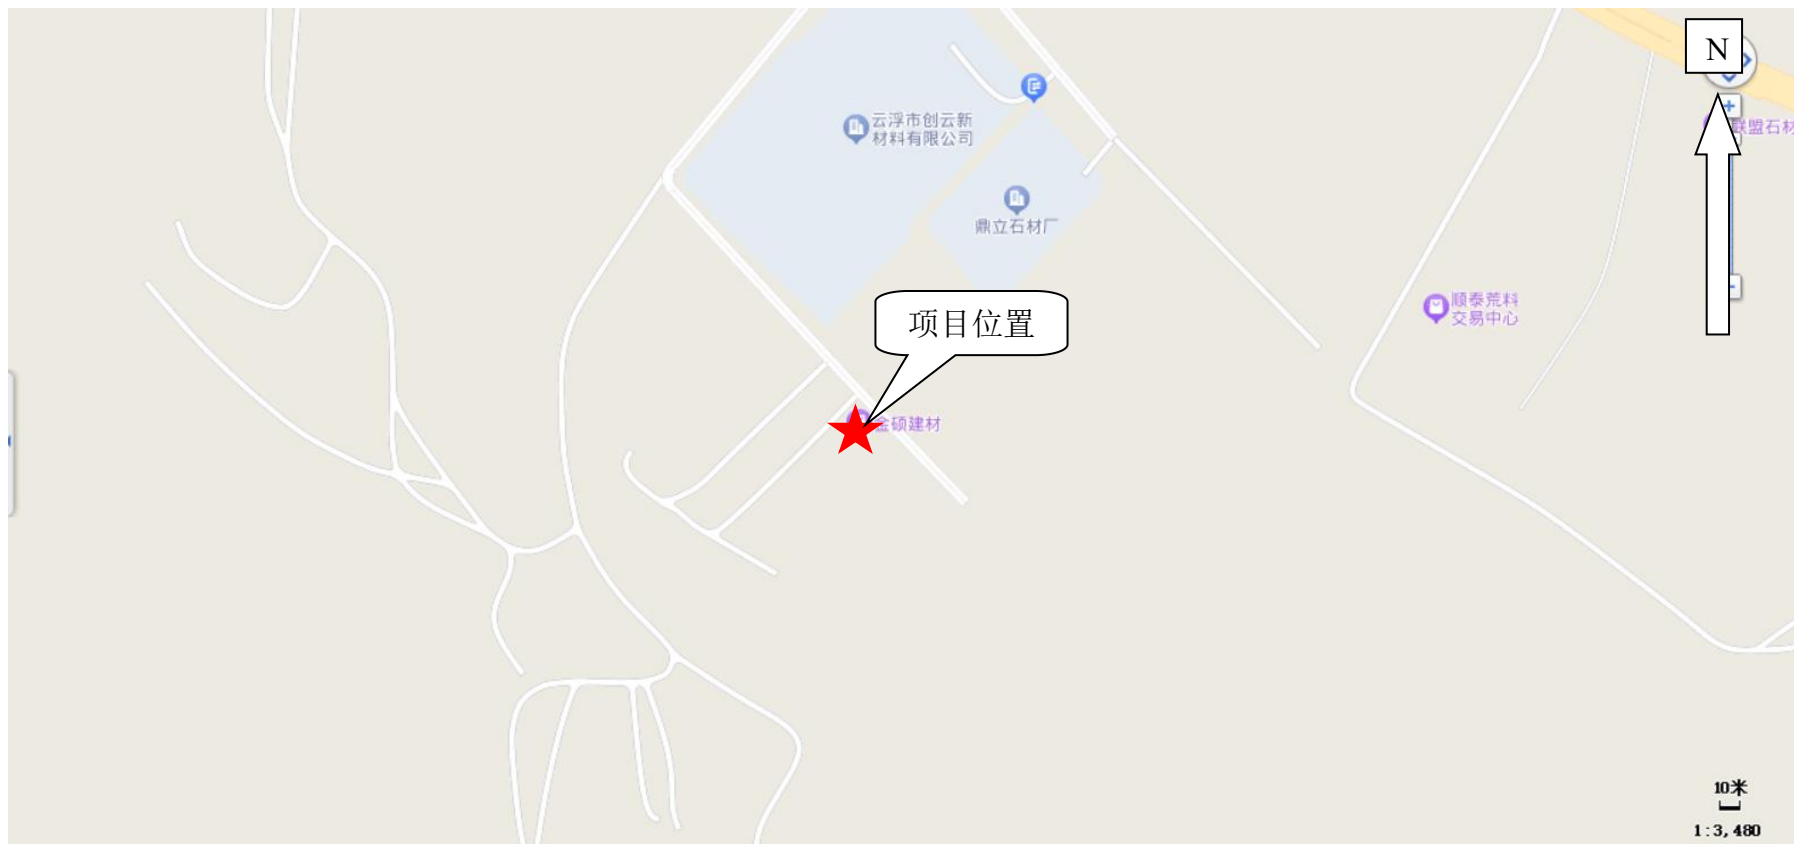 N
云浮市创云新
材料有限公司
联盟石材
鼎立石材厂
顺泰荒料
交易中心
项目位置
金硕建材
10米
1:3,480